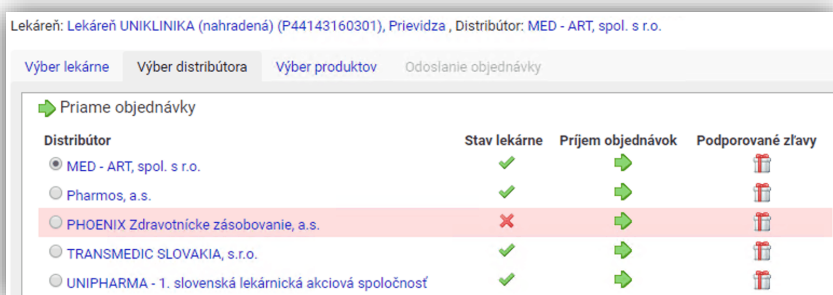 Lekáreň: Lekáreň UNIKLINIKA (nahradená) (P44143160301), Prievidza , Distribútor: MED - ART, spol. s r.o.
Výber lekárne Výber distribútora Výber produktov Odoslanie objednávky
Priame objednávky
Distribútor Stav lekárne Príjem objednávok Podporované zľavy
MED - ART, spol. s r.o.
Pharmos, a.s.
PHOENIX Zdravotnícke zásobovanie, a.s.
TRANSMEDIC SLOVAKIA, s.r.o.
UNIPHARMA - 1. slovenská lekárnická akciová spoločnosť